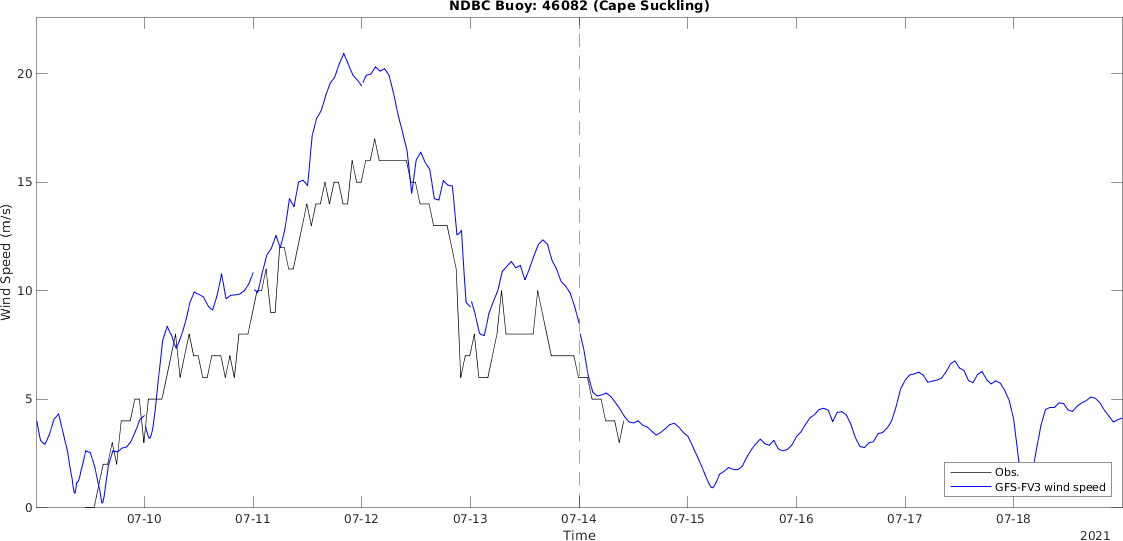 NDBC Buoy: 46082 (Cape Suckling)
Wind Speed (m/s)
20
15
10
5
0
Obs.
GFS-FV3 wind speed
07-10 07-11 07-12 07-13 07-14 07-15 07-16 07-17 07-18
Time
2021